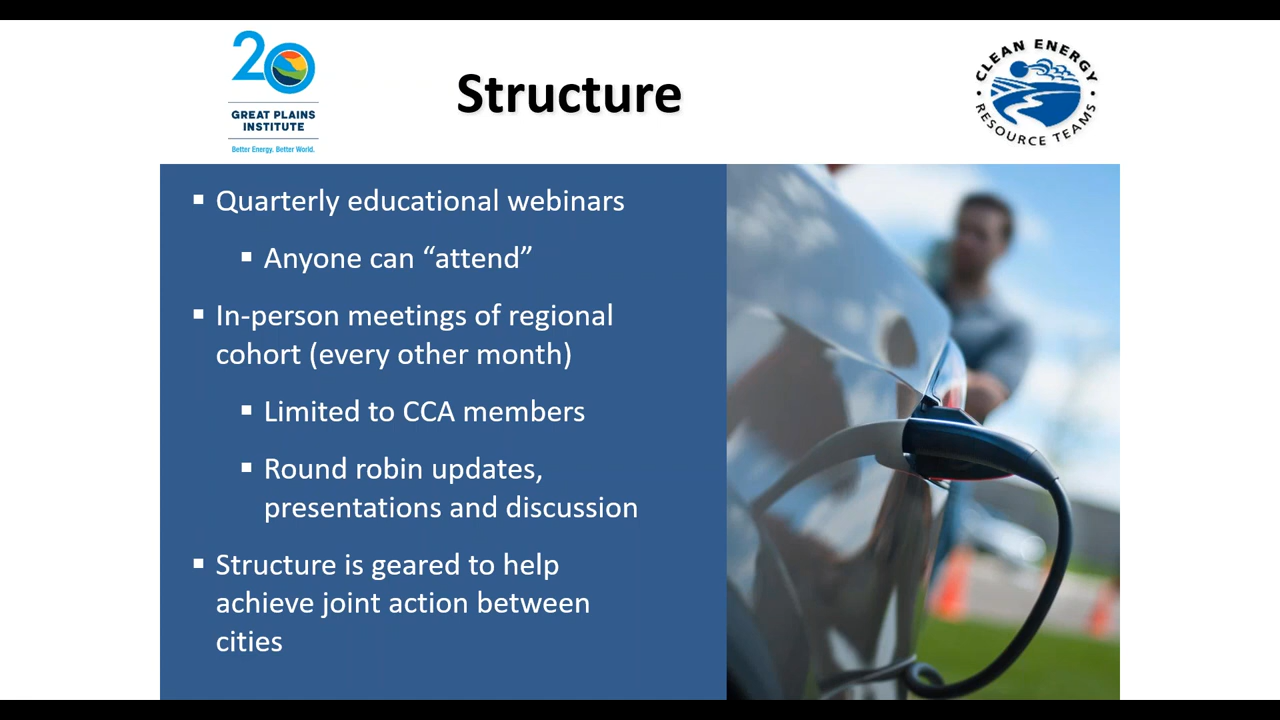 20
GREAT PLAINS
INSTITUTE
Better Energy. Better World.
Structure
CLEAN ENERGY
RESOURCE TEAMS
▪ Quarterly educational webinars
▪ Anyone can “attend”
▪ In-person meetings of regional
cohort (every other month)
▪ Limited to CCA members
▪ Round robin updates,
presentations and discussion
▪ Structure is geared to help
achieve joint action between
cities